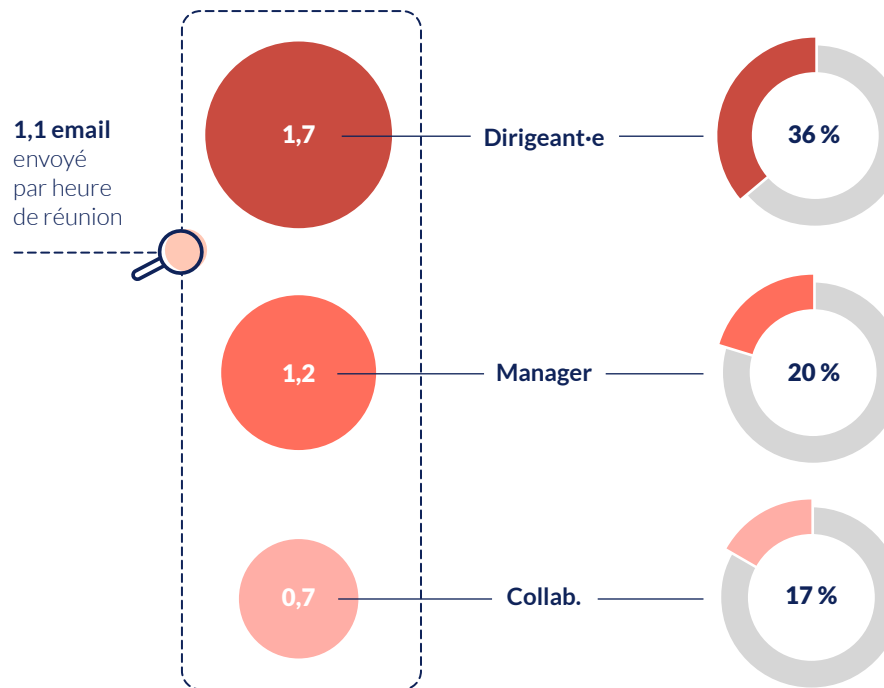 1,1 email
envoyé
par heure
de réunion
1,7
Dirigeant·e
36 %
1,2
Manager
20 %
0,7
Collab.
17 %